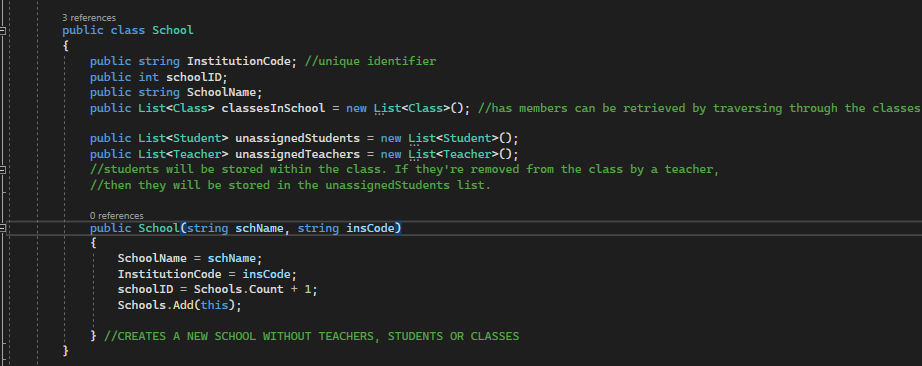 3 references
public class School
{
public string InstitutionCode; //unique identifier
public int schoolID;
public string SchoolName;
public List<Class> classesInSchool = new List<Class>(); //has members can be retrieved by traversing through the classes
public List<Student> unassignedStudents = new List<Student>();
public List<Teacher> unassignedTeachers = new List<Teacher>();
//students will be stored within the class. If they're removed from the class by a teacher,
//then they will be stored in the unassignedStudents list.
0 references
public School(string schName, string insCode)
{
SchoolName = schName;
InstitutionCode = insCode;
schoolID = Schools.Count + 1;
Schools.Add(this);
} //CREATES A NEW SCHOOL WITHOUT TEACHERS, STUDENTS OR CLASSES
}